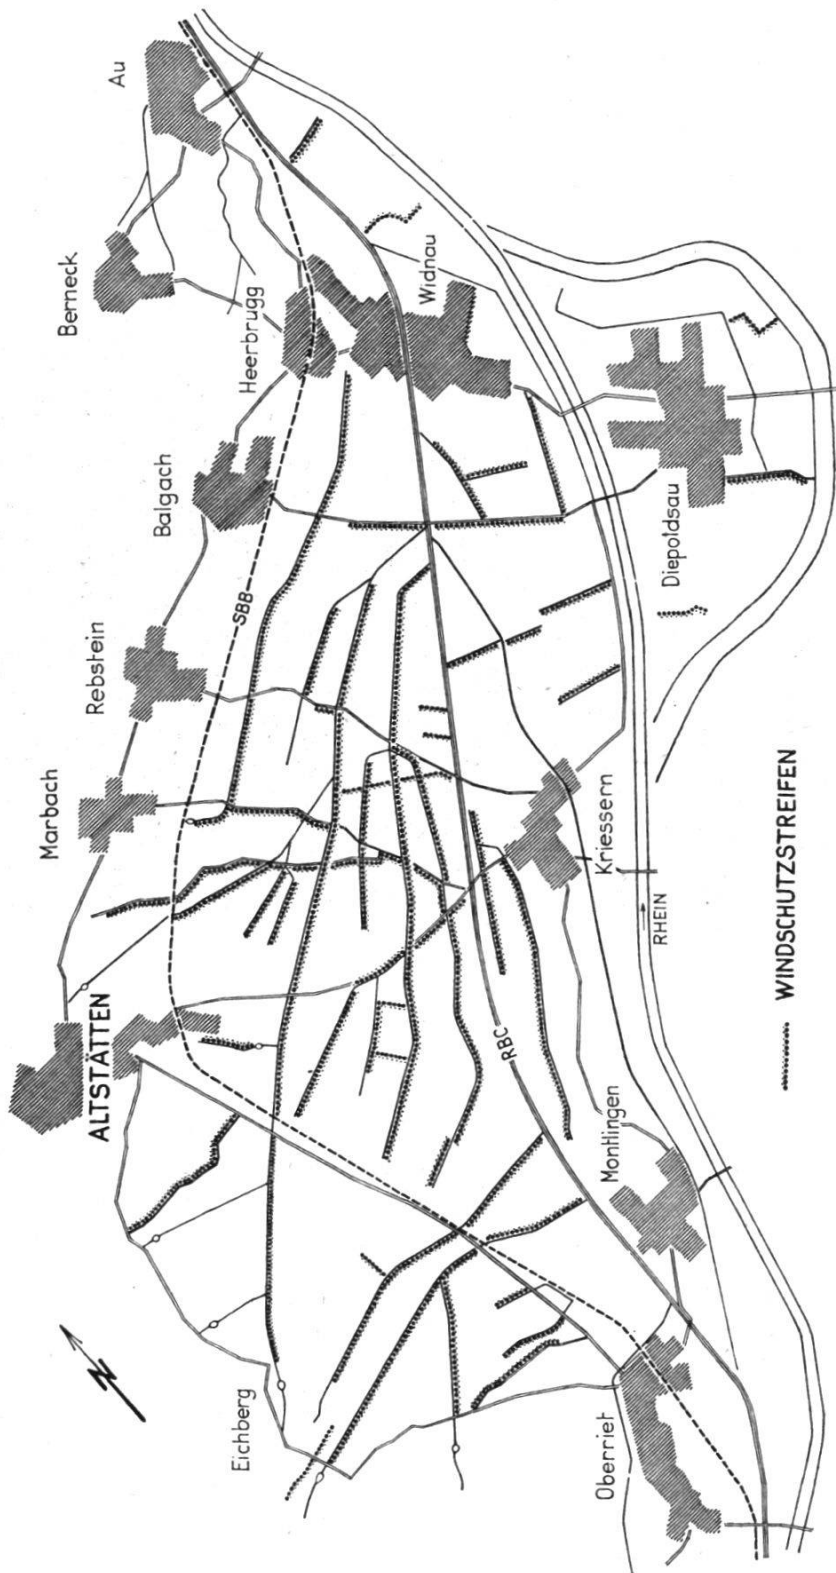 Au
Berneck
Heerbrugg
Widnau
Balgach
Diepoldsau
Rebstein
SBB
Marbach
Kriessern
RHEIN
ALTSTÄTTEN
RBC
Montlingen
Eichberg
Oberriet
N
WINDSCHUTZSTREIFEN